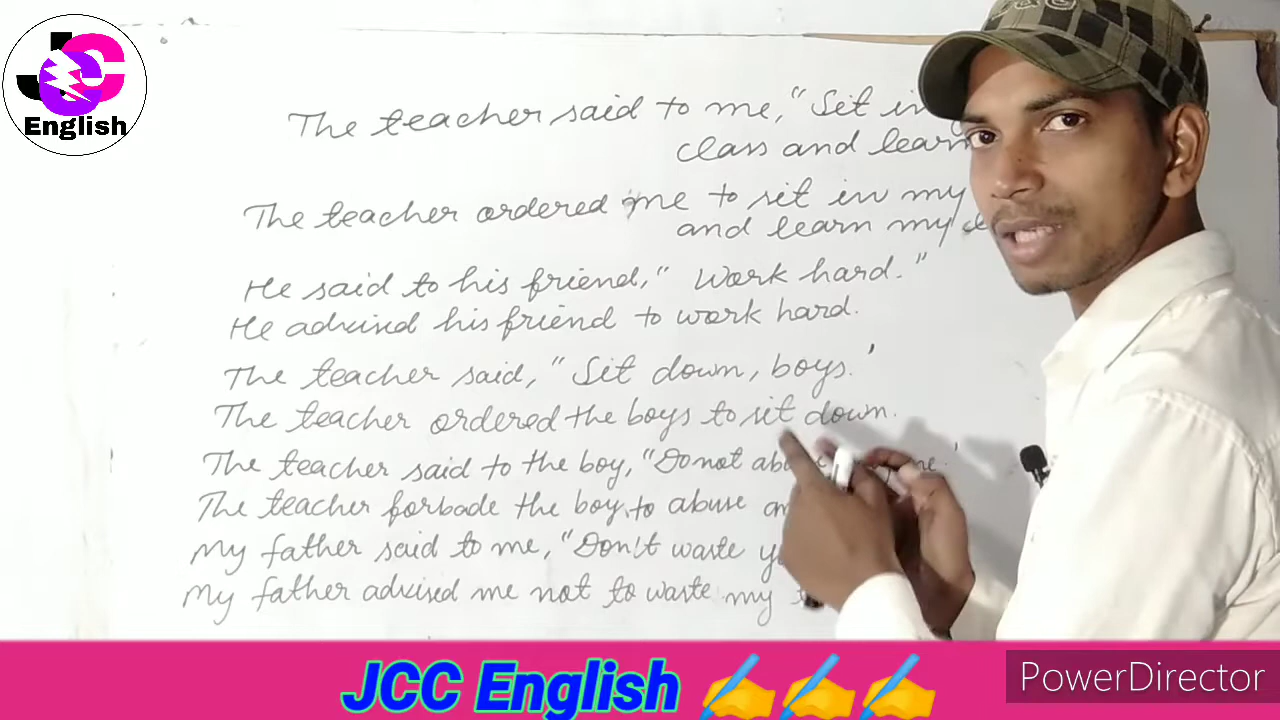 JC
English
The teacher said to me, "Sit in
class and learn
The teacher ordered me to sit in my
and learn my
He said to his friend," Work hard."
He advised his friend to work hard.
The teacher said, "Sit down, boys.'
The teacher ordered the boys to sit down.
The teacher said to the boy, "Do not me.'
The teacher forbade the boy to abuse
My father said to me, "Don't waste
My father advised me not to waste my
JCC English ✍✍✍
PowerDirector